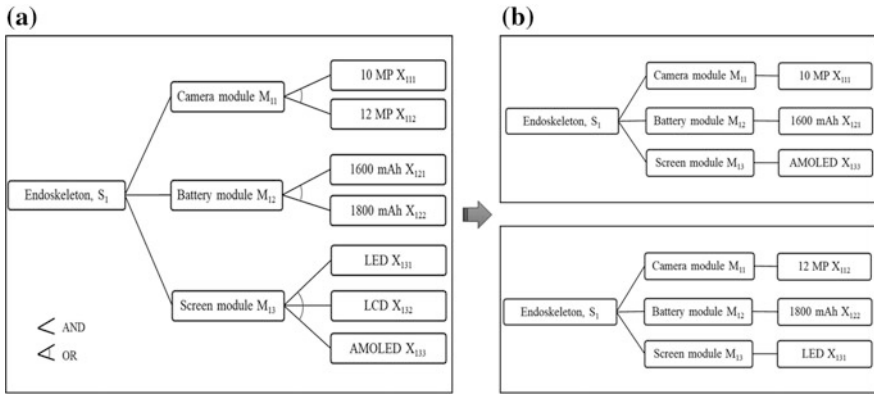 (a)
Endoskeleton, S₁
Camera module M₁₁
10 MP X₁₁₁
12 MP X₁₁₂
Battery module M₁₂
1600 mAh X₁₂₁
1800 mAh X₁₂₂
Screen module M₁₃
LED X₁₃₁
LCD X₁₃₂
AMOLED X₁₃₃
AND
OR
(b)
Endoskeleton, S₁
Camera module M₁₁
10 MP X₁₁₁
Battery module M₁₂
1600 mAh X₁₂₁
Screen module M₁₃
AMOLED X₁₃₃
Endoskeleton, S₁
Camera module M₁₁
12 MP X₁₁₂
Battery module M₁₂
1800 mAh X₁₂₂
Screen module M₁₃
LED X₁₃₁